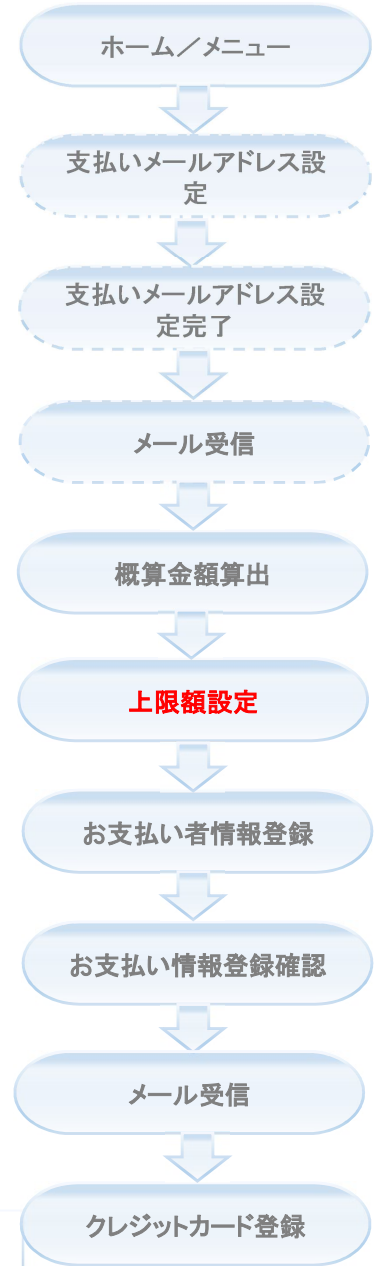 ホーム／メニュー
支払いメールアドレス設
定
支払いメールアドレス設
定完了
メール受信
概算金額算出
上限額設定
お支払い者情報登録
お支払い情報登録確認
メール受信
クレジットカード登録